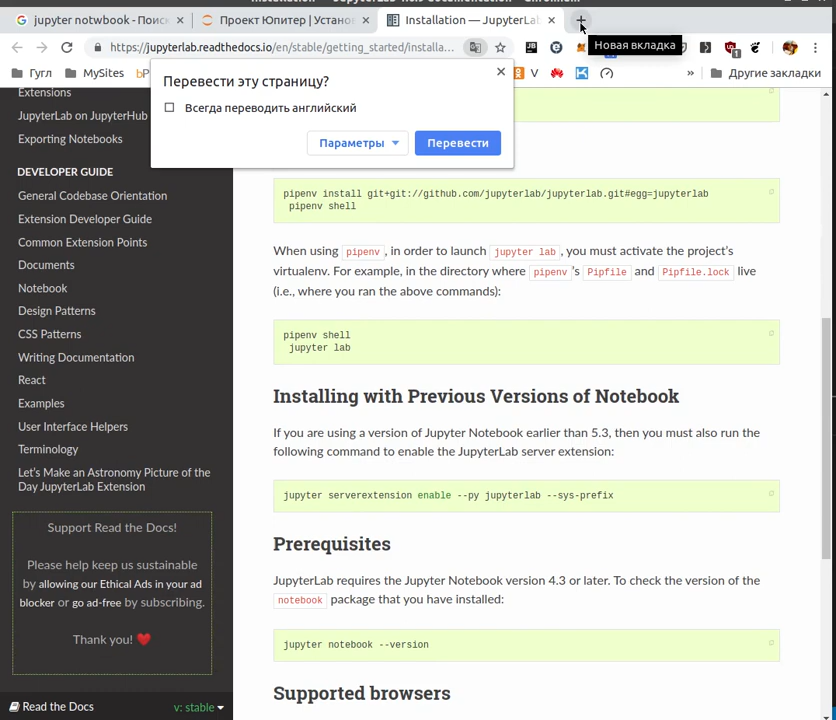 jupyter notwbook - Поис
Проект Юпитер | Устано
Installation — JupyterLab
Новая вкладка
https://jupyterlab.readthedocs.io/en/stable/getting_started/installa...
JB
1
Гугл
MySites
bP
V
»
Другие закладки
Перевести эту страницу?
Всегда переводить английский
Параметры
Перевести
Extensions
JupyterLab on JupyterHub
Exporting Notebooks
DEVELOPER GUIDE
General Codebase Orientation
Extension Developer Guide
Common Extension Points
Documents
Notebook
Design Patterns
CSS Patterns
Writing Documentation
React
Examples
User Interface Helpers
Terminology
Let's Make an Astronomy Picture of the
Day JupyterLab Extension
Support Read the Docs!
Please help keep us sustainable
by allowing our Ethical Ads in your ad
blocker or go ad-free by subscribing.
Thank you! ❤️
Read the Docs
v: stable
pipenv install git+git://github.com/jupyterlab/jupyterlab.git#egg=jupyterlab
pipenv shell
When using pipenv, in order to launch jupyter lab, you must activate the project's
virtualenv. For example, in the directory where pipenv's Pipfile and Pipfile.lock live
(i.e., where you ran the above commands):
pipenv shell
jupyter lab
Installing with Previous Versions of Notebook
If you are using a version of Jupyter Notebook earlier than 5.3, then you must also run the
following command to enable the JupyterLab server extension:
jupyter serverextension enable --py jupyterlab --sys-prefix
Prerequisites
JupyterLab requires the Jupyter Notebook version 4.3 or later. To check the version of the
notebook package that you have installed:
jupyter notebook --version
Supported browsers